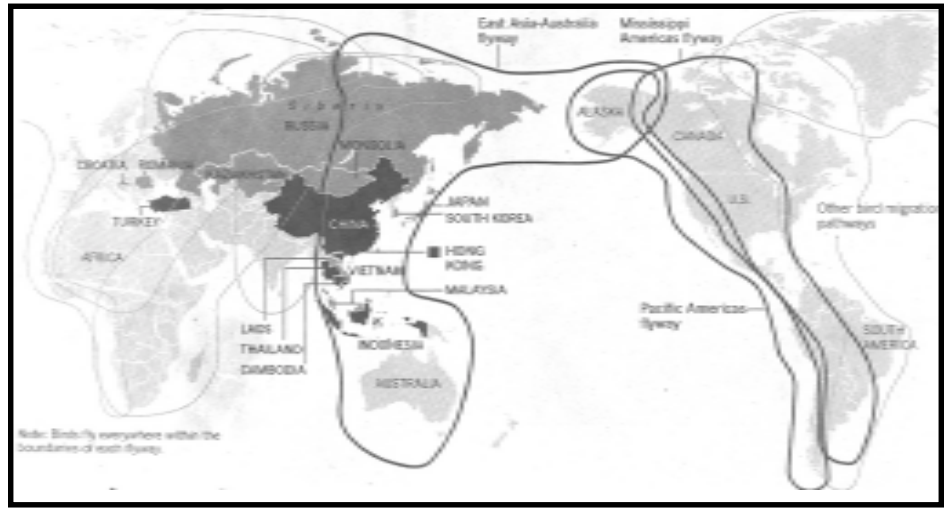 East Asia-Australia
flyway
Mississippi
Americas flyway
Siberia
RUSSIA
ALASKA
CANADA
MONGOLIA
CROATIA
ROMANIA
KAZAKHSTAN
U.S.
JAPAN
SOUTH KOREA
TURKEY
CHINA
Other bird migration
pathways
AFRICA
HONG
KONG
VIETNAM
MALAYSIA
Pacific Americas
flyway
LAOS
THAILAND
CAMBODIA
INDONESIA
SOUTH
AMERICA
AUSTRALIA
Note: Birds fly everywhere within the
boundaries of each flyway.